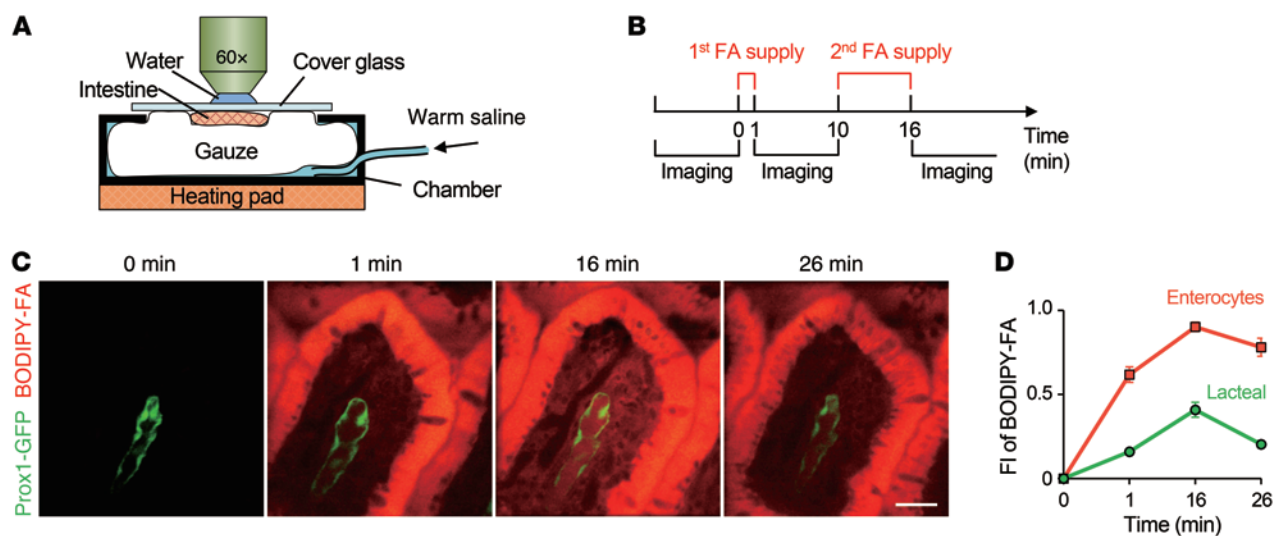 A
60×
Water
Cover glass
Intestine
Warm saline
Gauze
Chamber
Heating pad
B
1st FA supply
2nd FA supply
0 1 10 16
Time
(min)
Imaging
Imaging
Imaging
C
0 min
1 min
16 min
26 min
Prox1-GFP BODIPY-FA
D
1.0
Enterocytes
0.5
Lacteal
0
FI of BODIPY-FA
0 1 16 26
Time (min)